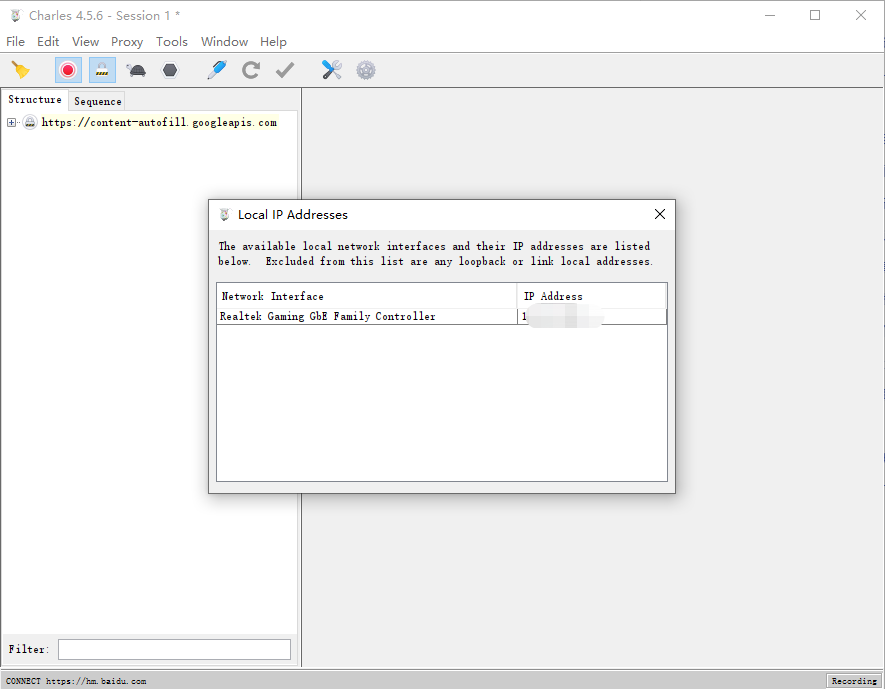 Charles 4.5.6 - Session 1 *
File Edit View Proxy Tools Window Help
Structure Sequence
https://content-autofill.googleapis.com
Local IP Addresses
The available local network interfaces and their IP addresses are listed
below. Excluded from this list are any loopback or link local addresses.
Network Interface IP Address
Realtek Gaming GbE Family Controller
Filter:
CONNECT https://hm.baidu.com Recording